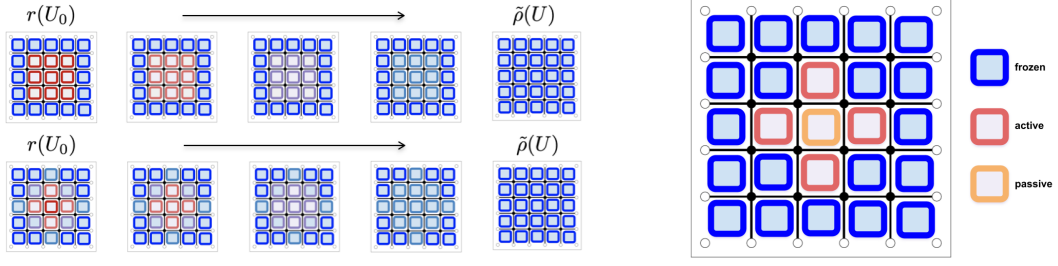 r(U₀)
ρ̃(U)
r(U₀)
ρ̃(U)
frozen
active
passive